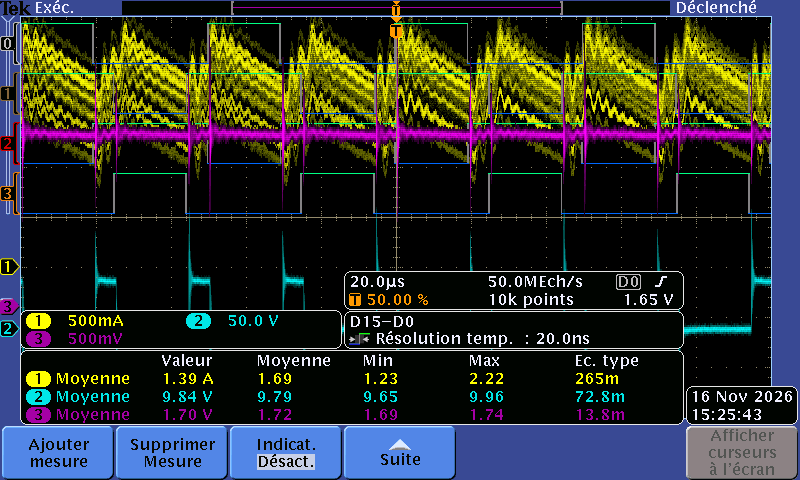 Tek Exéc. Déclenché
T
T
0
1
2
3
1
3
2
20.0µs 50.0MEch/s D0
T 50.00 % 10k points 1.65 V
1 500mA 2 50.0 V
3 500mV
D15-D0
Résolution temp. : 20.0ns
Valeur Moyenne Min Max Ec. type
1 Moyenne 1.39 A 1.69 1.23 2.22 265m
2 Moyenne 9.84 V 9.79 9.65 9.96 72.8m
3 Moyenne 1.70 V 1.72 1.69 1.74 13.8m
16 Nov 2026
15:25:43
Ajouter
mesure
Supprimer
Mesure
Indicat.
Désact.
Suite
Afficher
curseurs
à l'écran